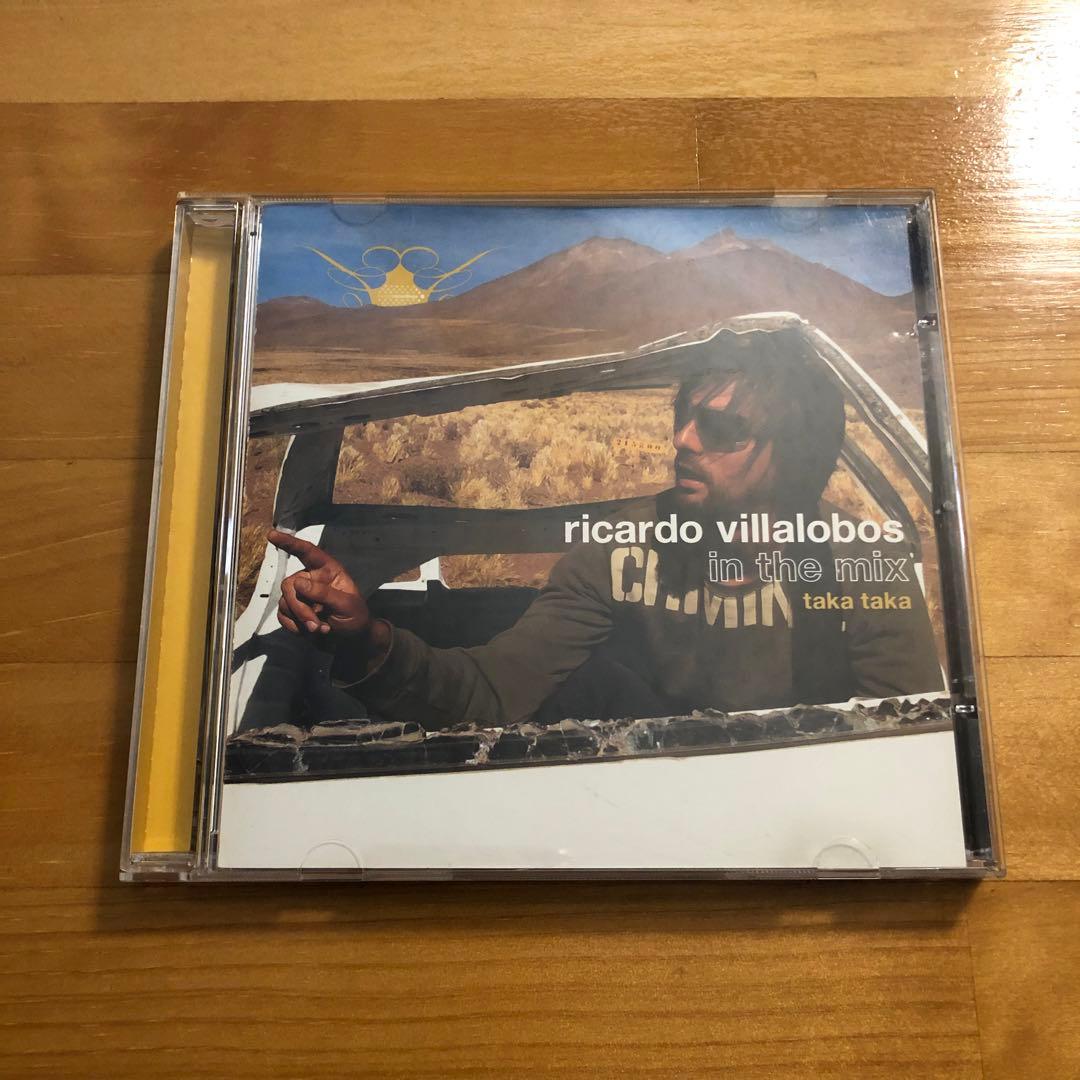 ricardo villalobos
in the mix
taka taka